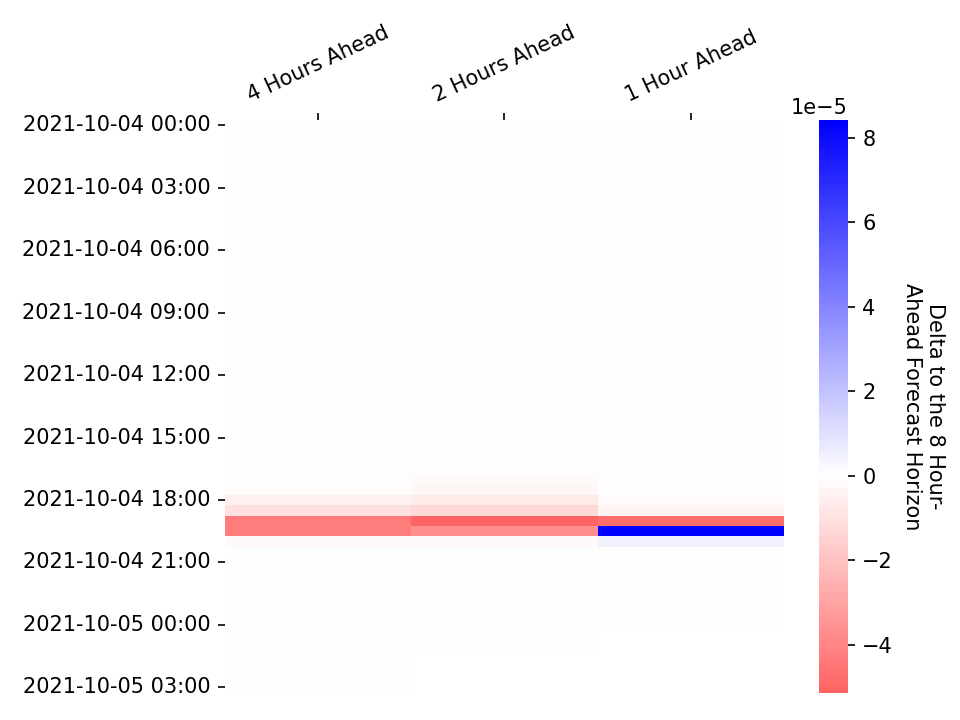 4 Hours Ahead
2 Hours Ahead
1 Hour Ahead
1e−5
2021-10-04 00:00
2021-10-04 03:00
2021-10-04 06:00
2021-10-04 09:00
2021-10-04 12:00
2021-10-04 15:00
2021-10-04 18:00
2021-10-04 21:00
2021-10-05 00:00
2021-10-05 03:00
8
6
4
2
0
−2
−4
Delta to the 8 Hour-
Ahead Forecast Horizon